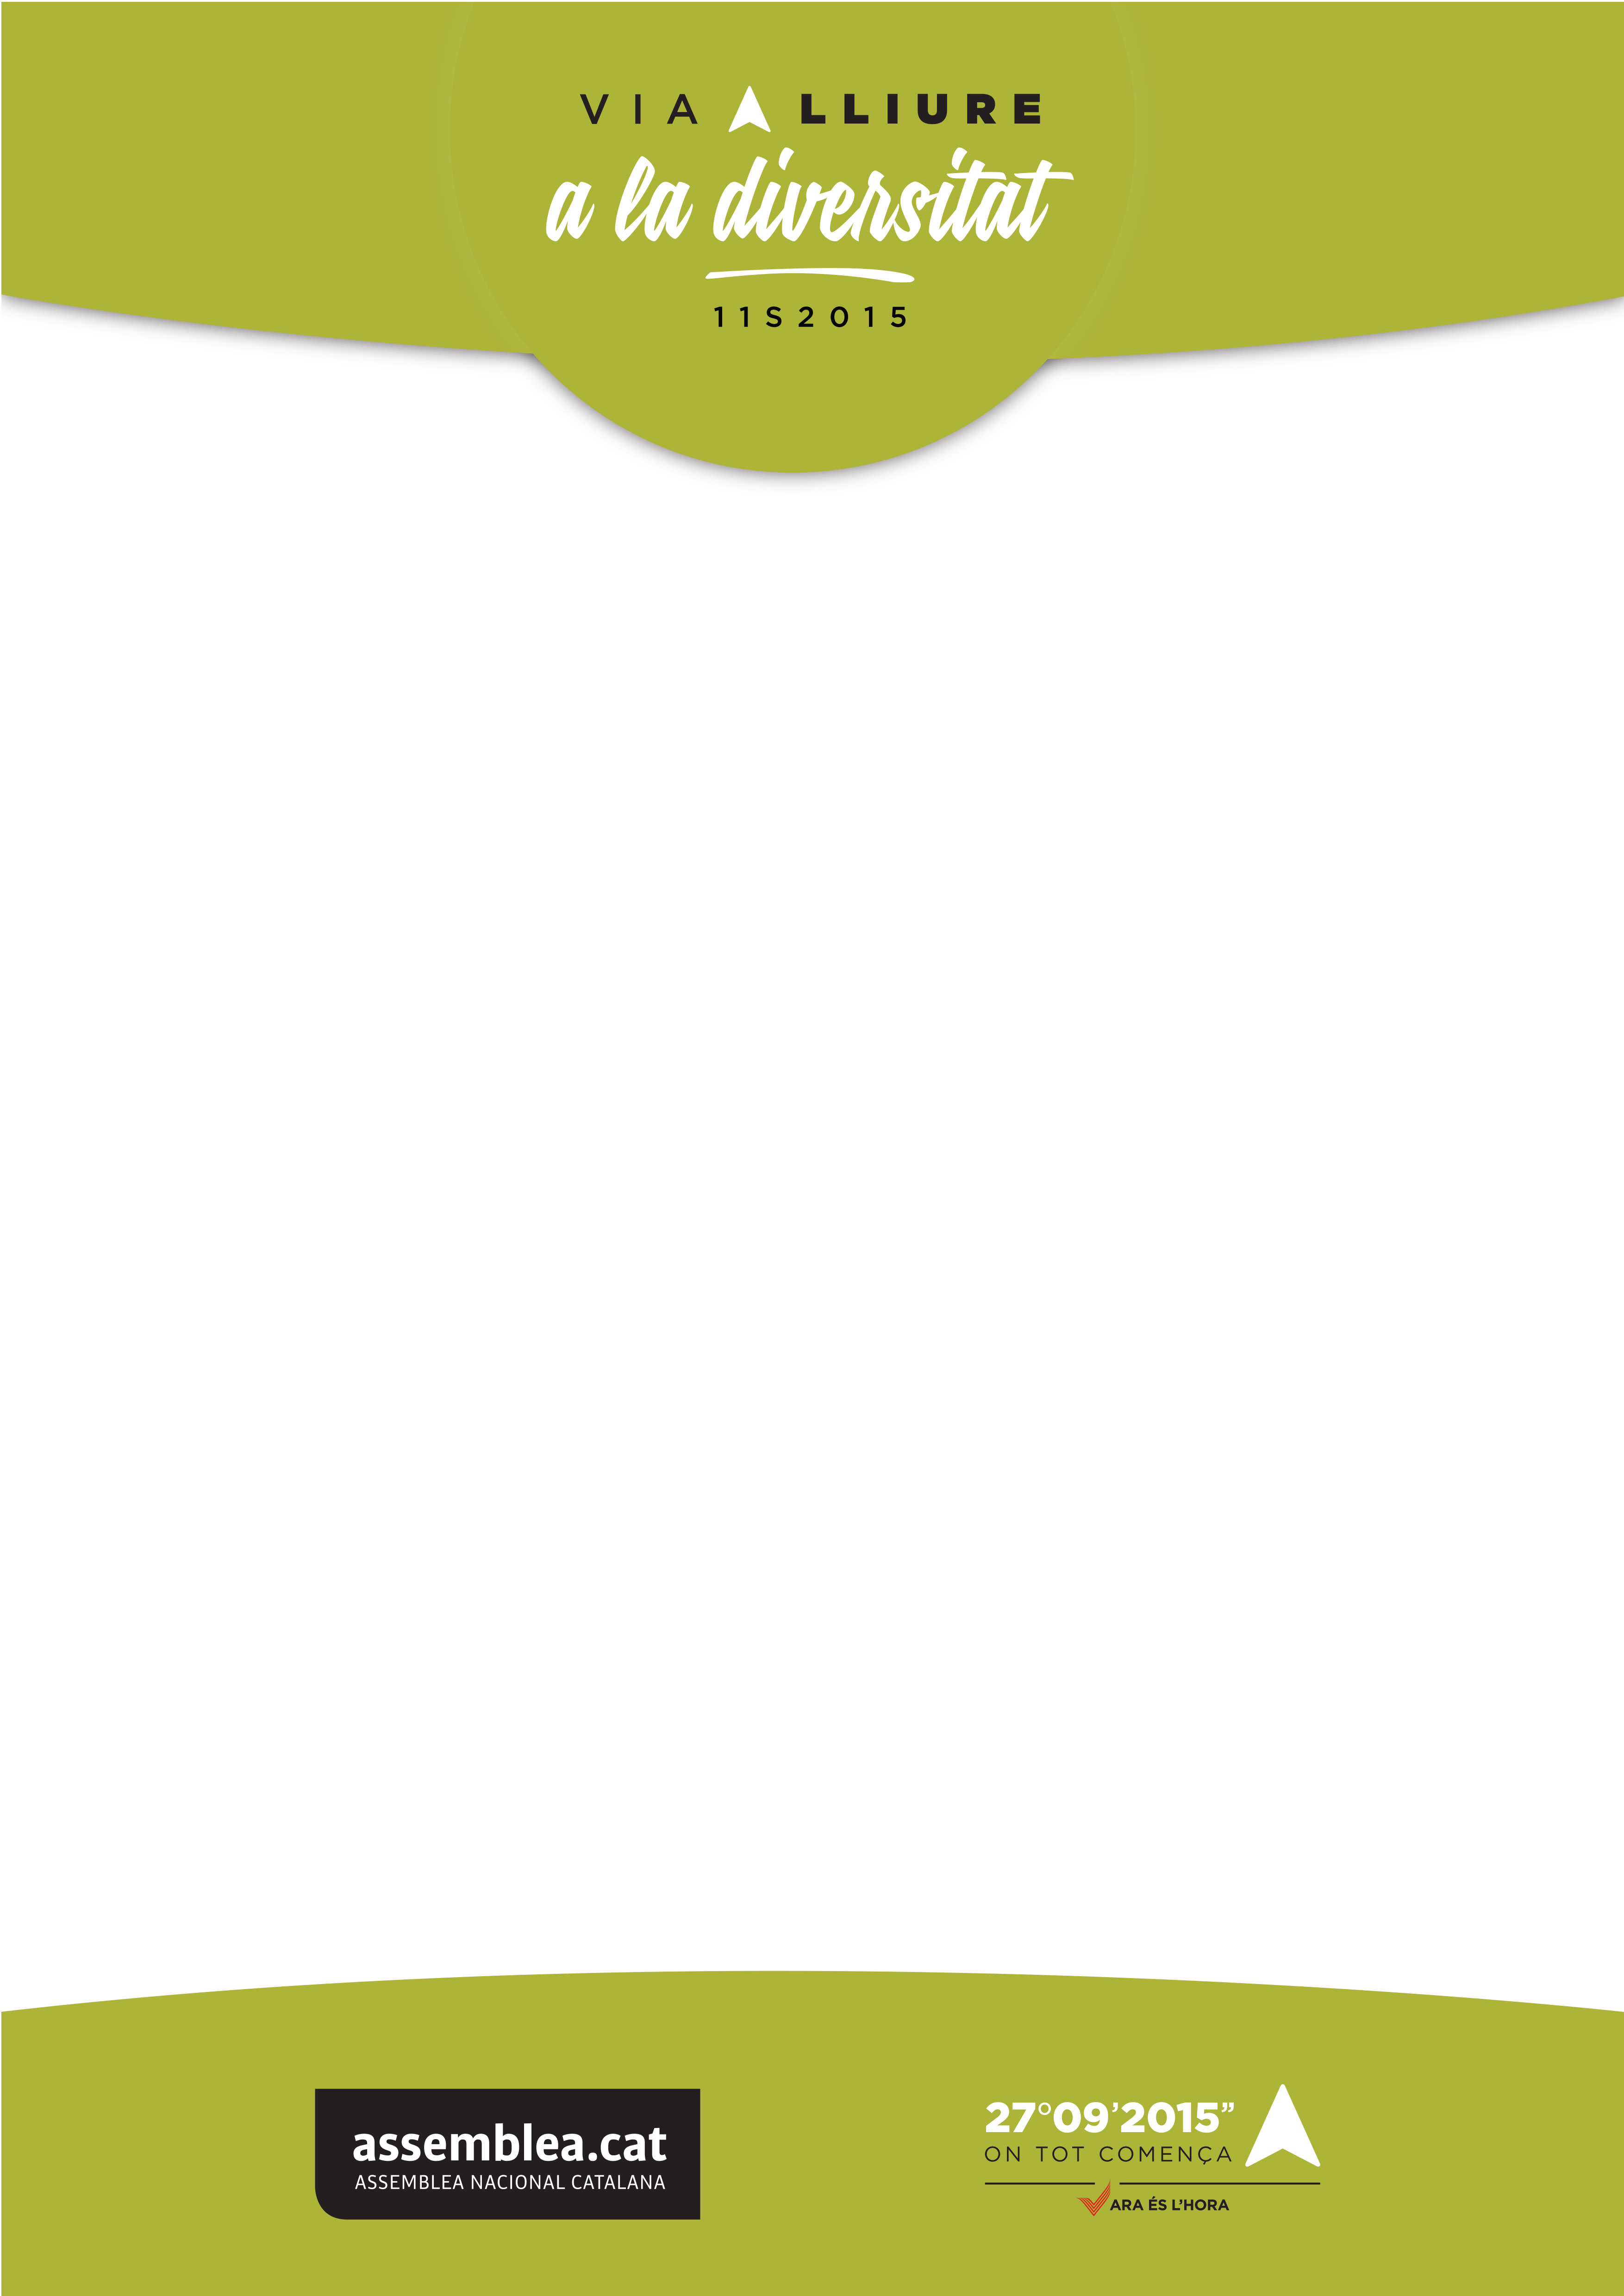 VIA LLIURE
a la diversitat
11S2015
assemblea.cat
ASSEMBLEA NACIONAL CATALANA
27°09'2015”
ON TOT COMENÇA
ARA ÉS L’HORA